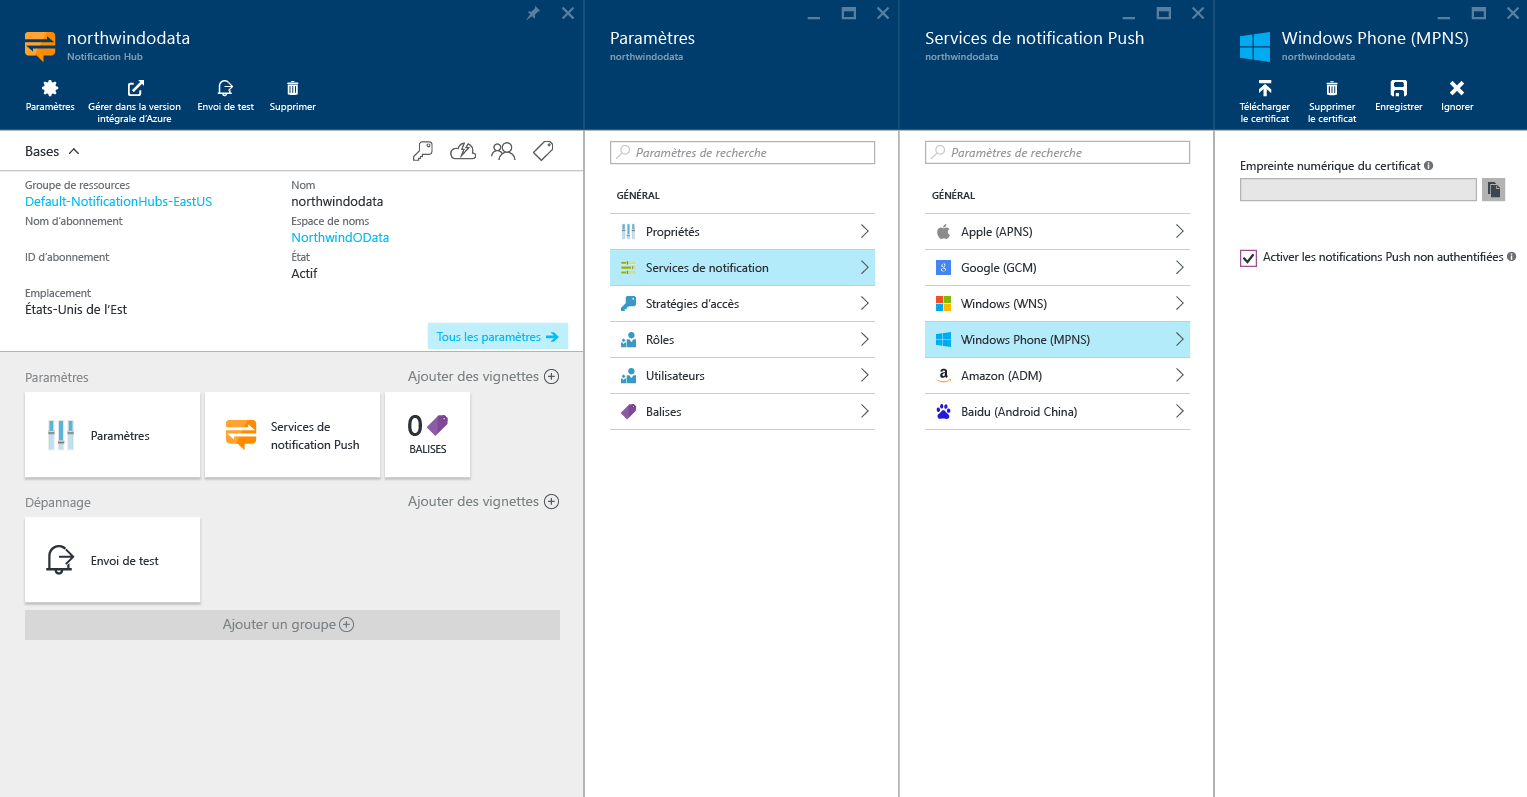 northwindodata
Notification Hub
Paramètres
Gérer dans la version
intégrale d'Azure
Envoi de test
Supprimer
Bases
Groupe de ressources
Default-NotificationHubs-EastUS
Nom d'abonnement
ID d'abonnement
Emplacement
États-Unis de l'Est
Nom
northwindodata
Espace de noms
NorthwindOData
État
Actif
Tous les paramètres
Paramètres
Ajouter des vignettes
Paramètres
Services de
notification Push
0
BALISES
Dépannage
Ajouter des vignettes
Envoi de test
Ajouter un groupe
Paramètres
northwindodata
Paramètres de recherche
GÉNÉRAL
Propriétés
Services de notification
Stratégies d'accès
Rôles
Utilisateurs
Balises
Services de notification Push
northwindodata
Paramètres de recherche
GÉNÉRAL
Apple (APNS)
Google (GCM)
Windows (WNS)
Windows Phone (MPNS)
Amazon (ADM)
Baidu (Android China)
Windows Phone (MPNS)
northwindodata
Télécharger
le certificat
Supprimer
le certificat
Enregistrer
Ignorer
Empreinte numérique du certificat
Activer les notifications Push non authentifiées